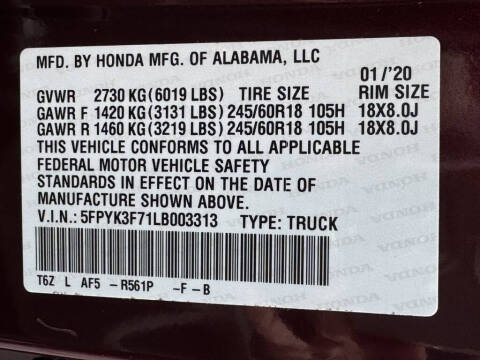 MFD. BY HONDA MFG. OF ALABAMA, LLC
01/'20
GVWR 2730 KG (6019 LBS) TIRE SIZE RIM SIZE
GAWR F 1420 KG (3131 LBS) 245/60R18 105H 18X8.0J
GAWR R 1460 KG (3219 LBS) 245/60R18 105H 18X8.0J
THIS VEHICLE CONFORMS TO ALL APPLICABLE
FEDERAL MOTOR VEHICLE SAFETY
STANDARDS IN EFFECT ON THE DATE OF
MANUFACTURE SHOWN ABOVE.
V.I.N: 5FPYK3F71LB003313 TYPE: TRUCK
T6Z L AF5 -R561P -F-B